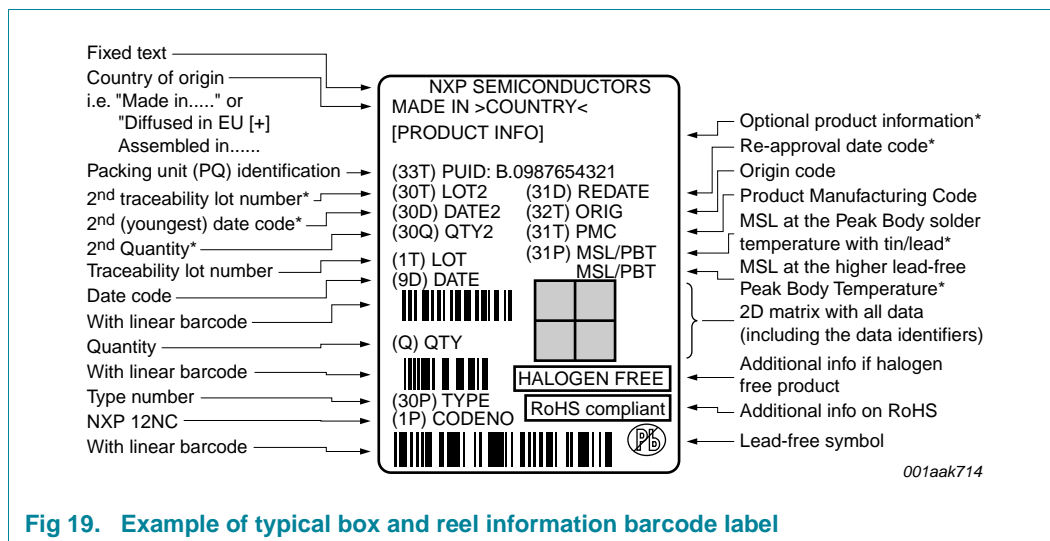 Fixed text
Country of origin
i.e. "Made in....." or
"Diffused in EU [+]
Assembled in......
Packing unit (PQ) identification
2nd traceability lot number*
2nd (youngest) date code*
2nd Quantity*
Traceability lot number
Date code
With linear barcode
Quantity
With linear barcode
Type number
NXP 12NC
With linear barcode
NXP SEMICONDUCTORS
MADE IN >COUNTRY<
[PRODUCT INFO]
(33T) PUID: B.0987654321
(30T) LOT2 (31D) REDATE
(30D) DATE2 (32T) ORIG
(30Q) QTY2 (31T) PMC
(31P) MSL/PBT
(1T) LOT MSL/PBT
(9D) DATE
(Q) QTY
HALOGEN FREE
(30P) TYPE
RoHS compliant
(1P) CODENO
Pb
Optional product information*
Re-approval date code*
Origin code
Product Manufacturing Code
MSL at the Peak Body solder
temperature with tin/lead*
MSL at the higher lead-free
Peak Body Temperature*
2D matrix with all data
(including the data identifiers)
Additional info if halogen
free product
Additional info on RoHS
Lead-free symbol
001aak714
Fig 19. Example of typical box and reel information barcode label